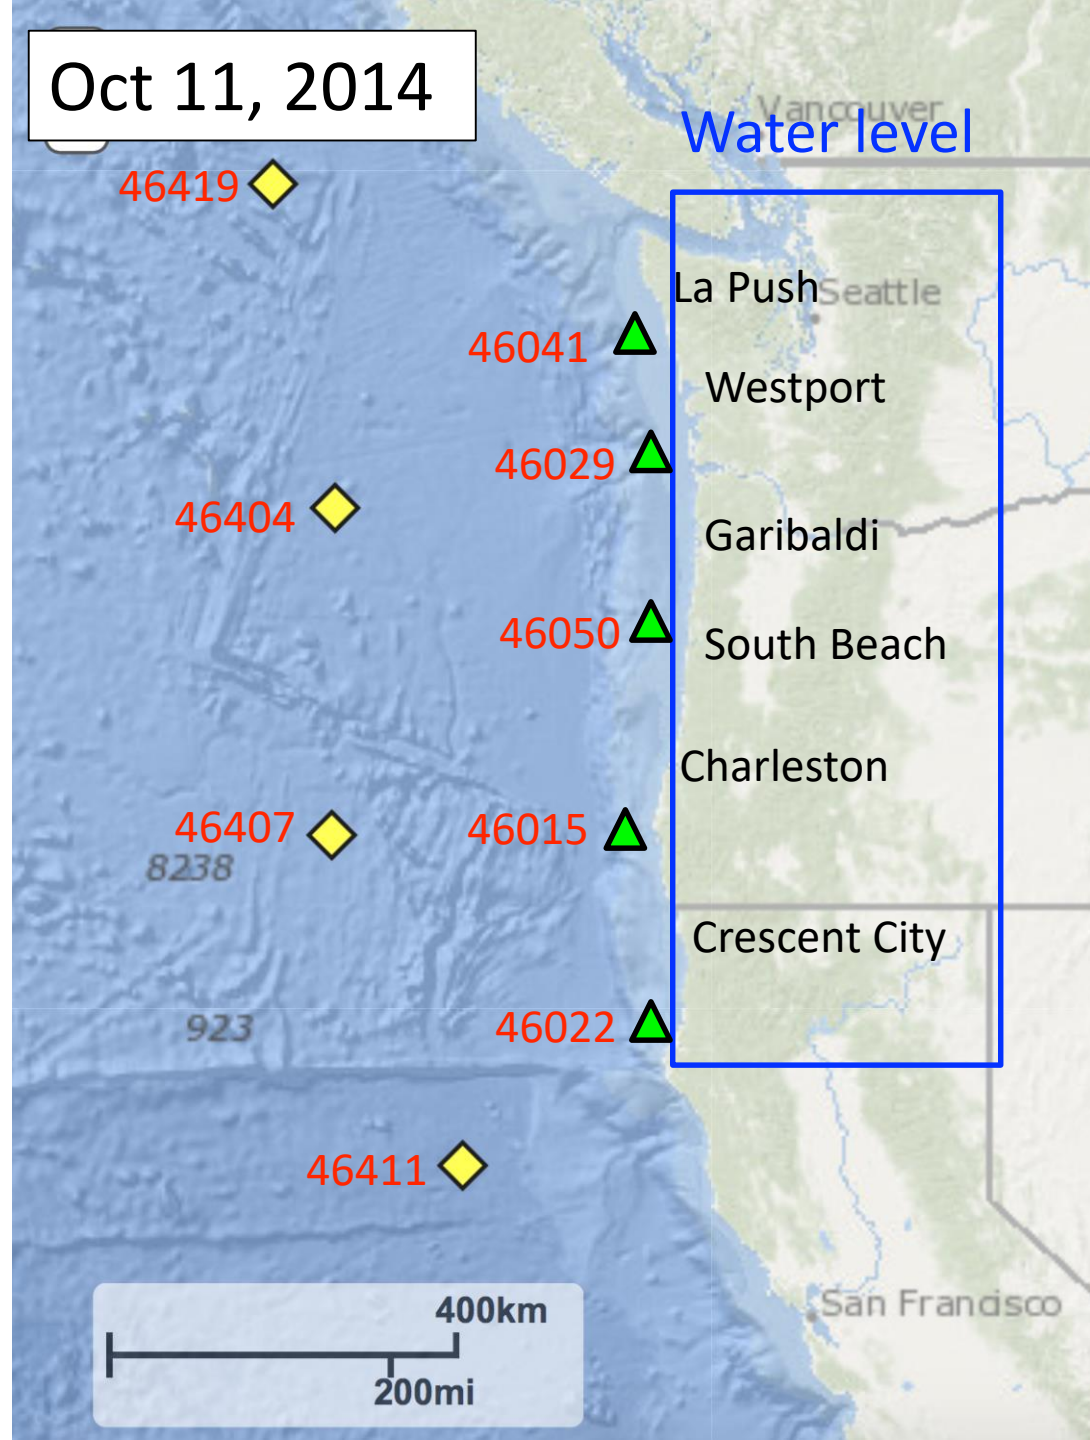 Oct 11, 2014
Vancouver
Water level
46419
La Push
Seattle
46041
Westport
46029
46404
Garibaldi
46050
South Beach
Charleston
46407
46015
8238
Crescent City
923
46022
46411
San Francisco
400km
200mi